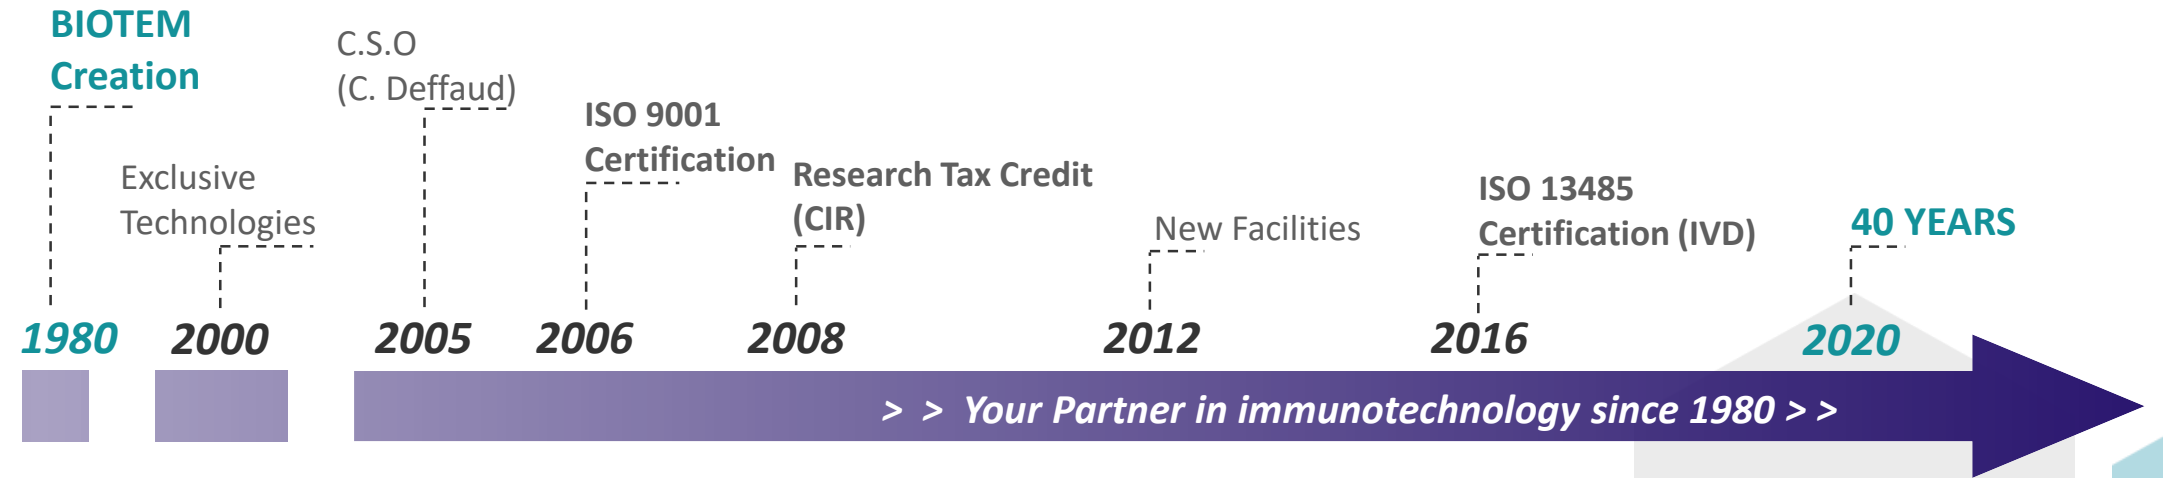 BIOTEM
Creation
C.S.O
(C. Deffaud)
ISO 9001
Certification
Exclusive
Technologies
Research Tax Credit
(CIR)
New Facilities
ISO 13485
Certification (IVD)
40 YEARS
1980 2000 2005 2006 2008 2012 2016 2020
> > Your Partner in immunotechnology since 1980 > >